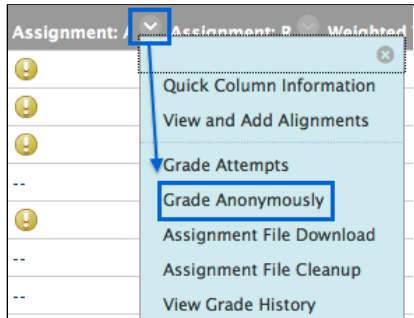 Assignment: A Assignment: R Weighted
Quick Column Information
View and Add Alignments
Grade Attempts
-- Grade Anonymously
Assignment File Download
-- Assignment File Cleanup
-- View Grade History